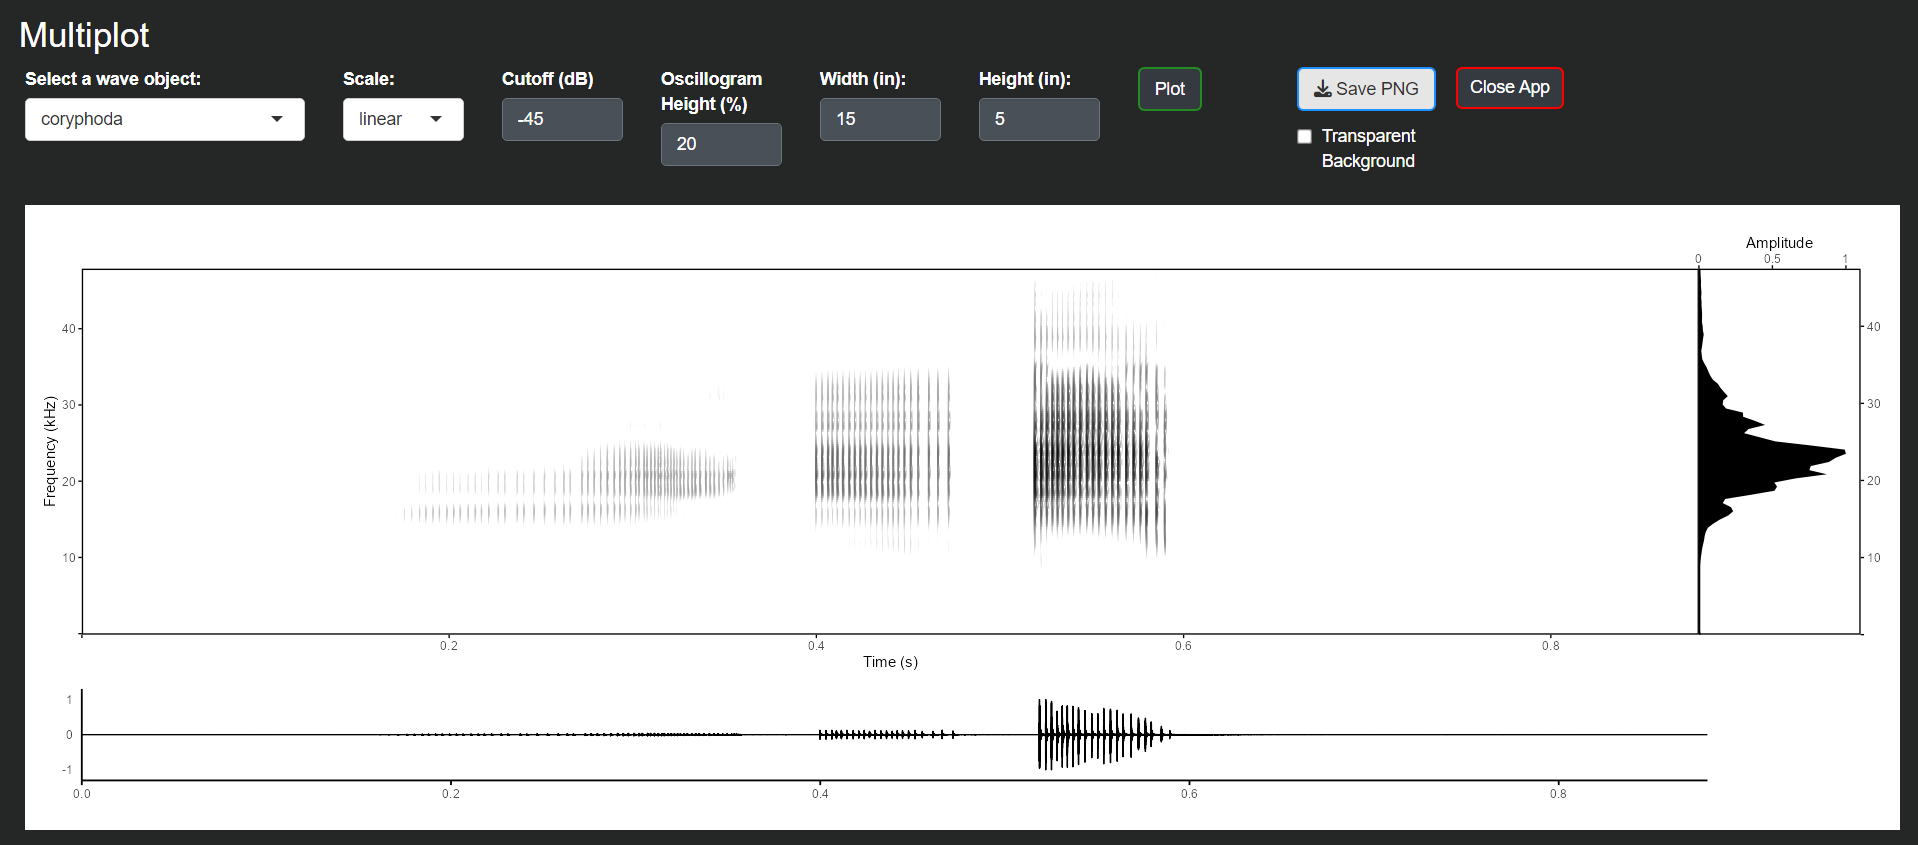 Multiplot
Select a wave object:
coryphoda
Scale:
linear
Cutoff (dB)
-45
Oscillogram
Height (%)
20
Width (in):
15
Height (in):
5
Plot
Save PNG
Transparent
Background
Close App
Amplitude
0 0.5 1
Frequency (kHz)
40
30
20
10
40
30
20
10
0.2 0.4 0.6 0.8
Time (s)
1
0
-1
0.0 0.2 0.4 0.6 0.8